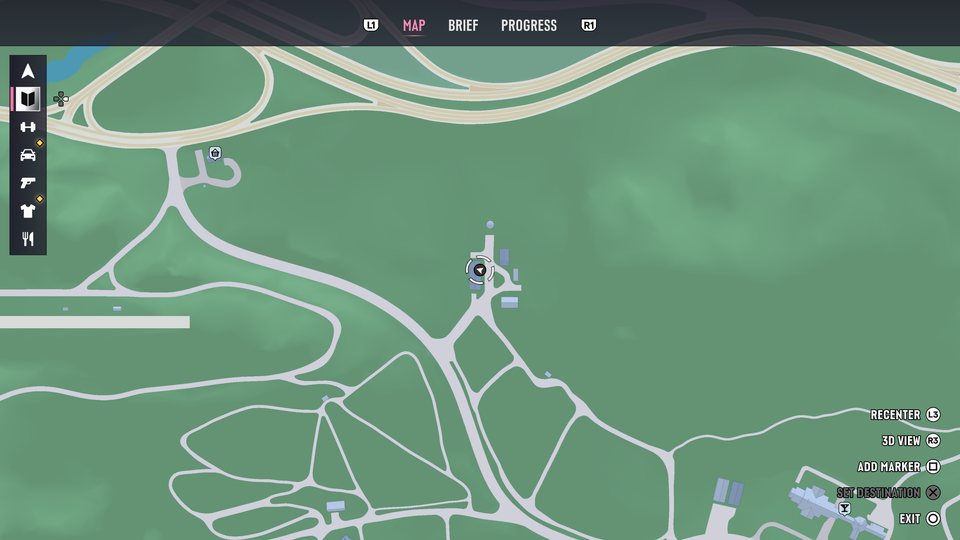 L1 MAP BRIEF PROGRESS R1
RECENTER L3
3D VIEW R3
ADD MARKER
SET DESTINATION
EXIT